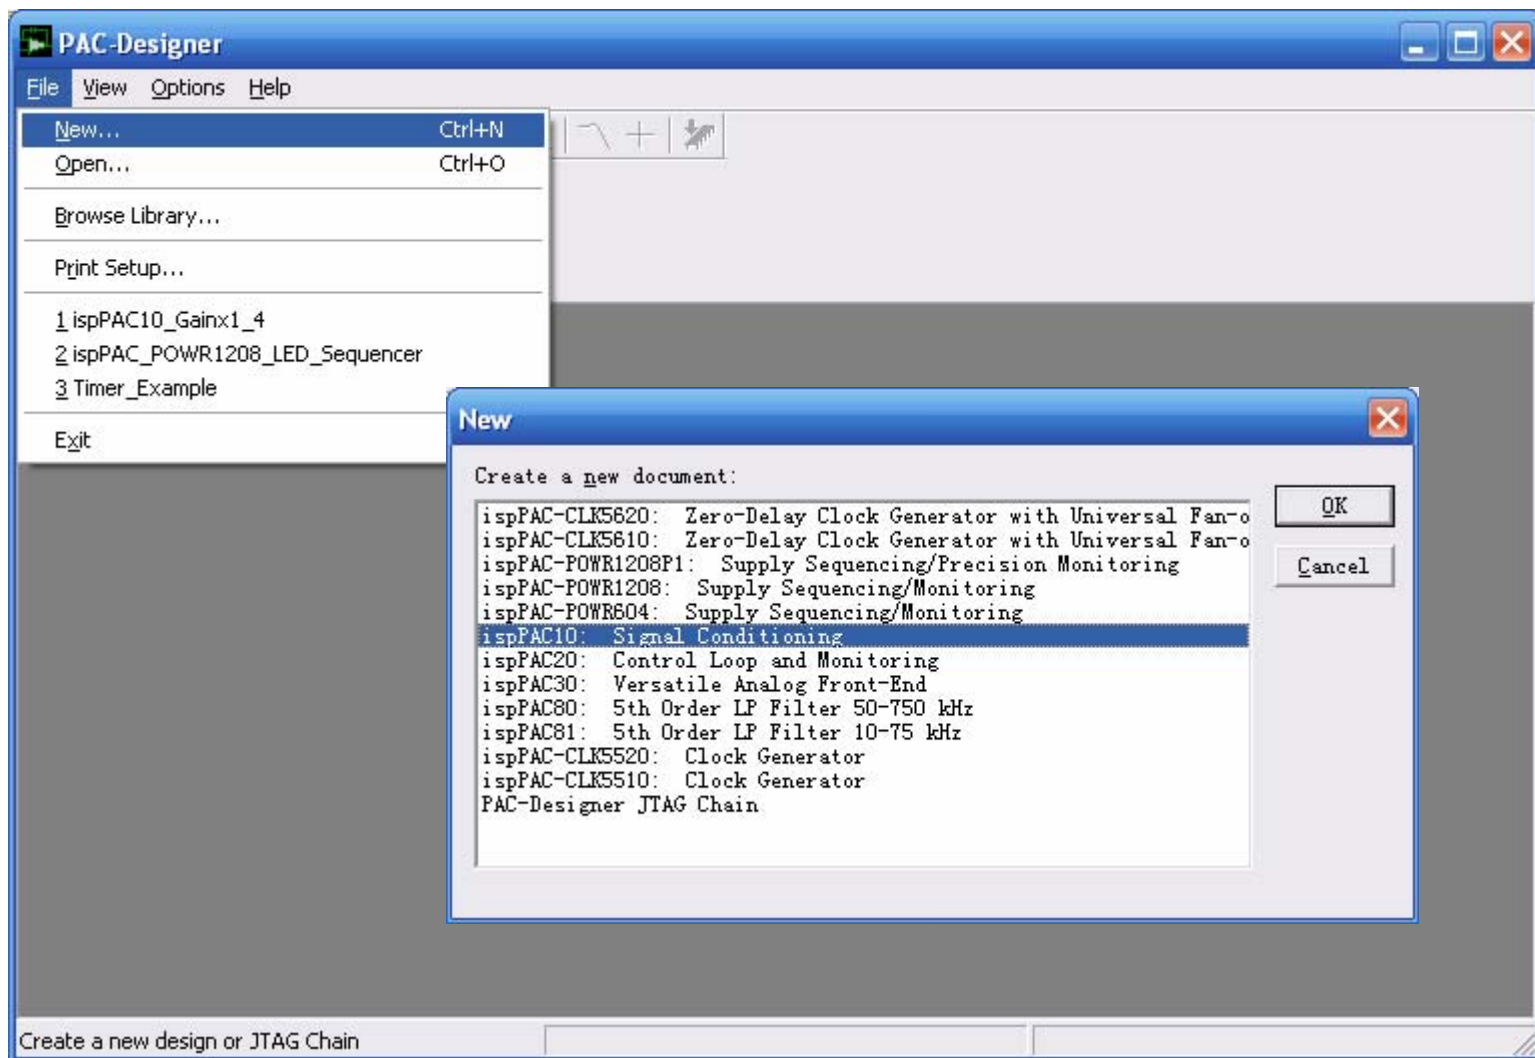 PAC-Designer
File View Options Help
New... Ctrl+N
Open... Ctrl+O
Browse Library...
Print Setup...
1 ispPAC10_Gainx1_4
2 ispPAC_POWR1208_LED_Sequencer
3 Timer_Example
Exit
New
Create a new document:
ispPAC-CLK5620: Zero-Delay Clock Generator with Universal Fan-o
ispPAC-CLK5610: Zero-Delay Clock Generator with Universal Fan-o
ispPAC-POWR1208P1: Supply Sequencing/Precision Monitoring
ispPAC-POWR1208: Supply Sequencing/Monitoring
ispPAC-POWR604: Supply Sequencing/Monitoring
ispPAC10: Signal Conditioning
ispPAC20: Control Loop and Monitoring
ispPAC30: Versatile Analog Front-End
ispPAC80: 5th Order LP Filter 50-750 kHz
ispPAC81: 5th Order LP Filter 10-75 kHz
ispPAC-CLK5520: Clock Generator
ispPAC-CLK5510: Clock Generator
PAC-Designer JTAG Chain
OK
Cancel
Create a new design or JTAG Chain